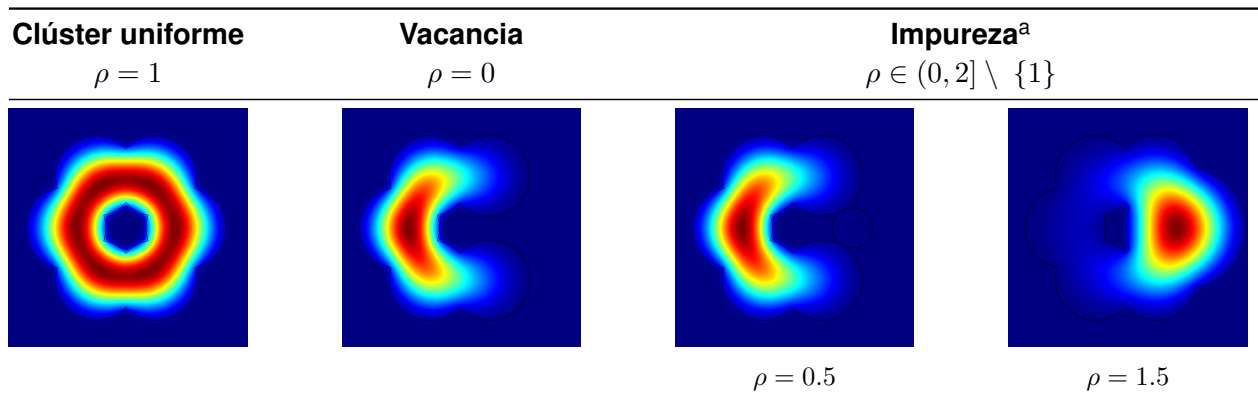 Clúster uniforme Vacancia Impurezaᵃ
ρ = 1 ρ = 0 ρ ∈ (0, 2] \ {1}
ρ = 0.5 ρ = 1.5